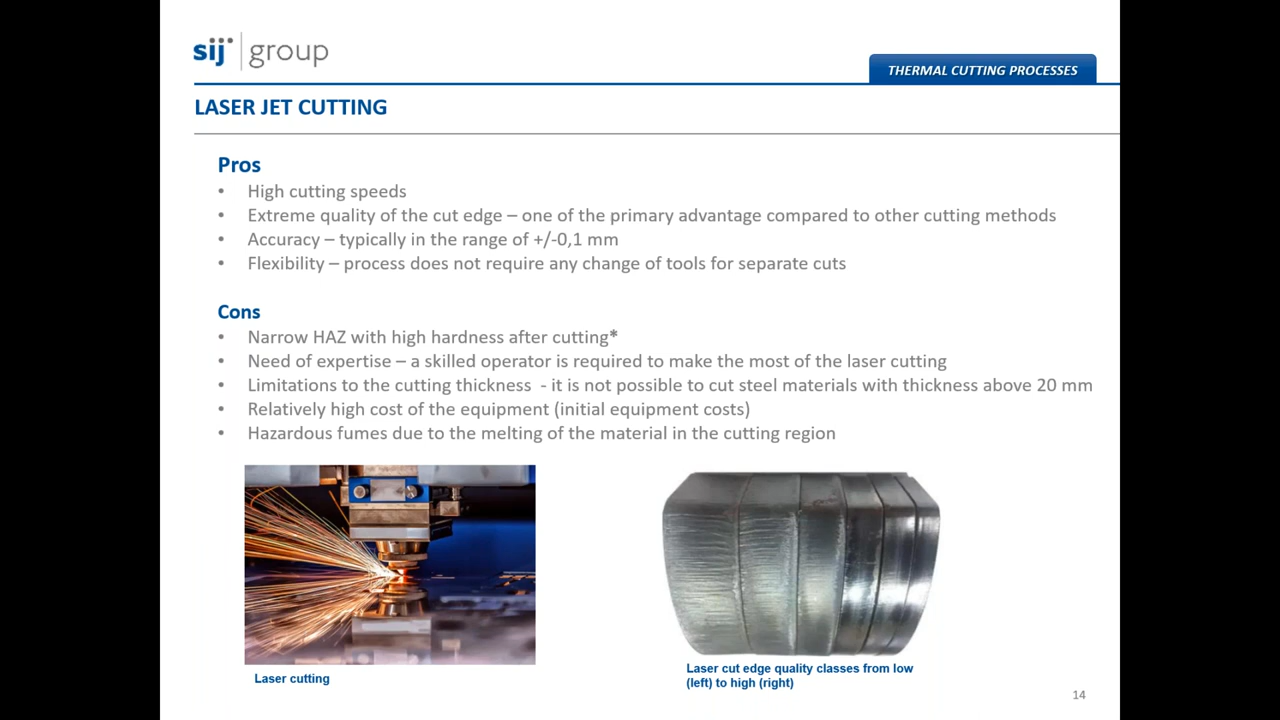 sij group
THERMAL CUTTING PROCESSES
LASER JET CUTTING
Pros
• High cutting speeds
• Extreme quality of the cut edge – one of the primary advantage compared to other cutting methods
• Accuracy – typically in the range of +/-0,1 mm
• Flexibility – process does not require any change of tools for separate cuts
Cons
• Narrow HAZ with high hardness after cutting*
• Need of expertise – a skilled operator is required to make the most of the laser cutting
• Limitations to the cutting thickness - it is not possible to cut steel materials with thickness above 20 mm
• Relatively high cost of the equipment (initial equipment costs)
• Hazardous fumes due to the melting of the material in the cutting region
Laser cutting
Laser cut edge quality classes from low
(left) to high (right)
14